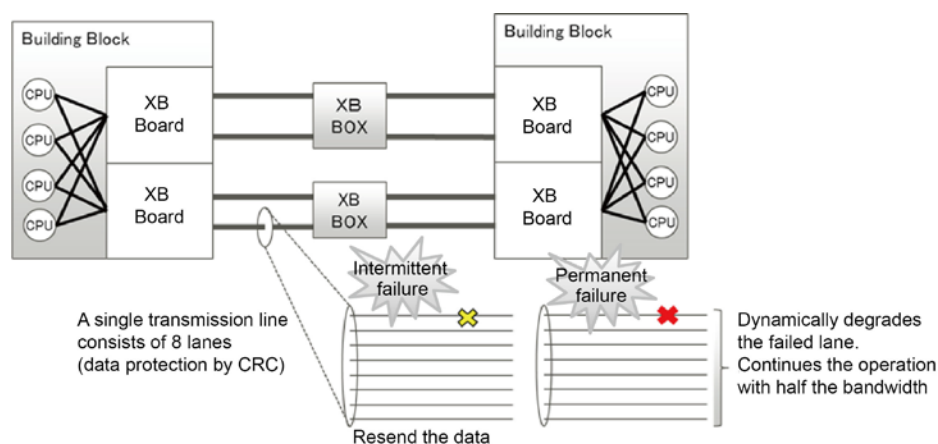 Building Block
CPU
CPU
CPU
CPU
XB
Board
XB
Board
XB
BOX
XB
BOX
Building Block
XB
Board
XB
Board
CPU
CPU
CPU
CPU
Intermittent
failure
Permanent
failure
A single transmission line
consists of 8 lanes
(data protection by CRC)
Resend the data
Dynamically degrades
the failed lane.
Continues the operation
with half the bandwidth